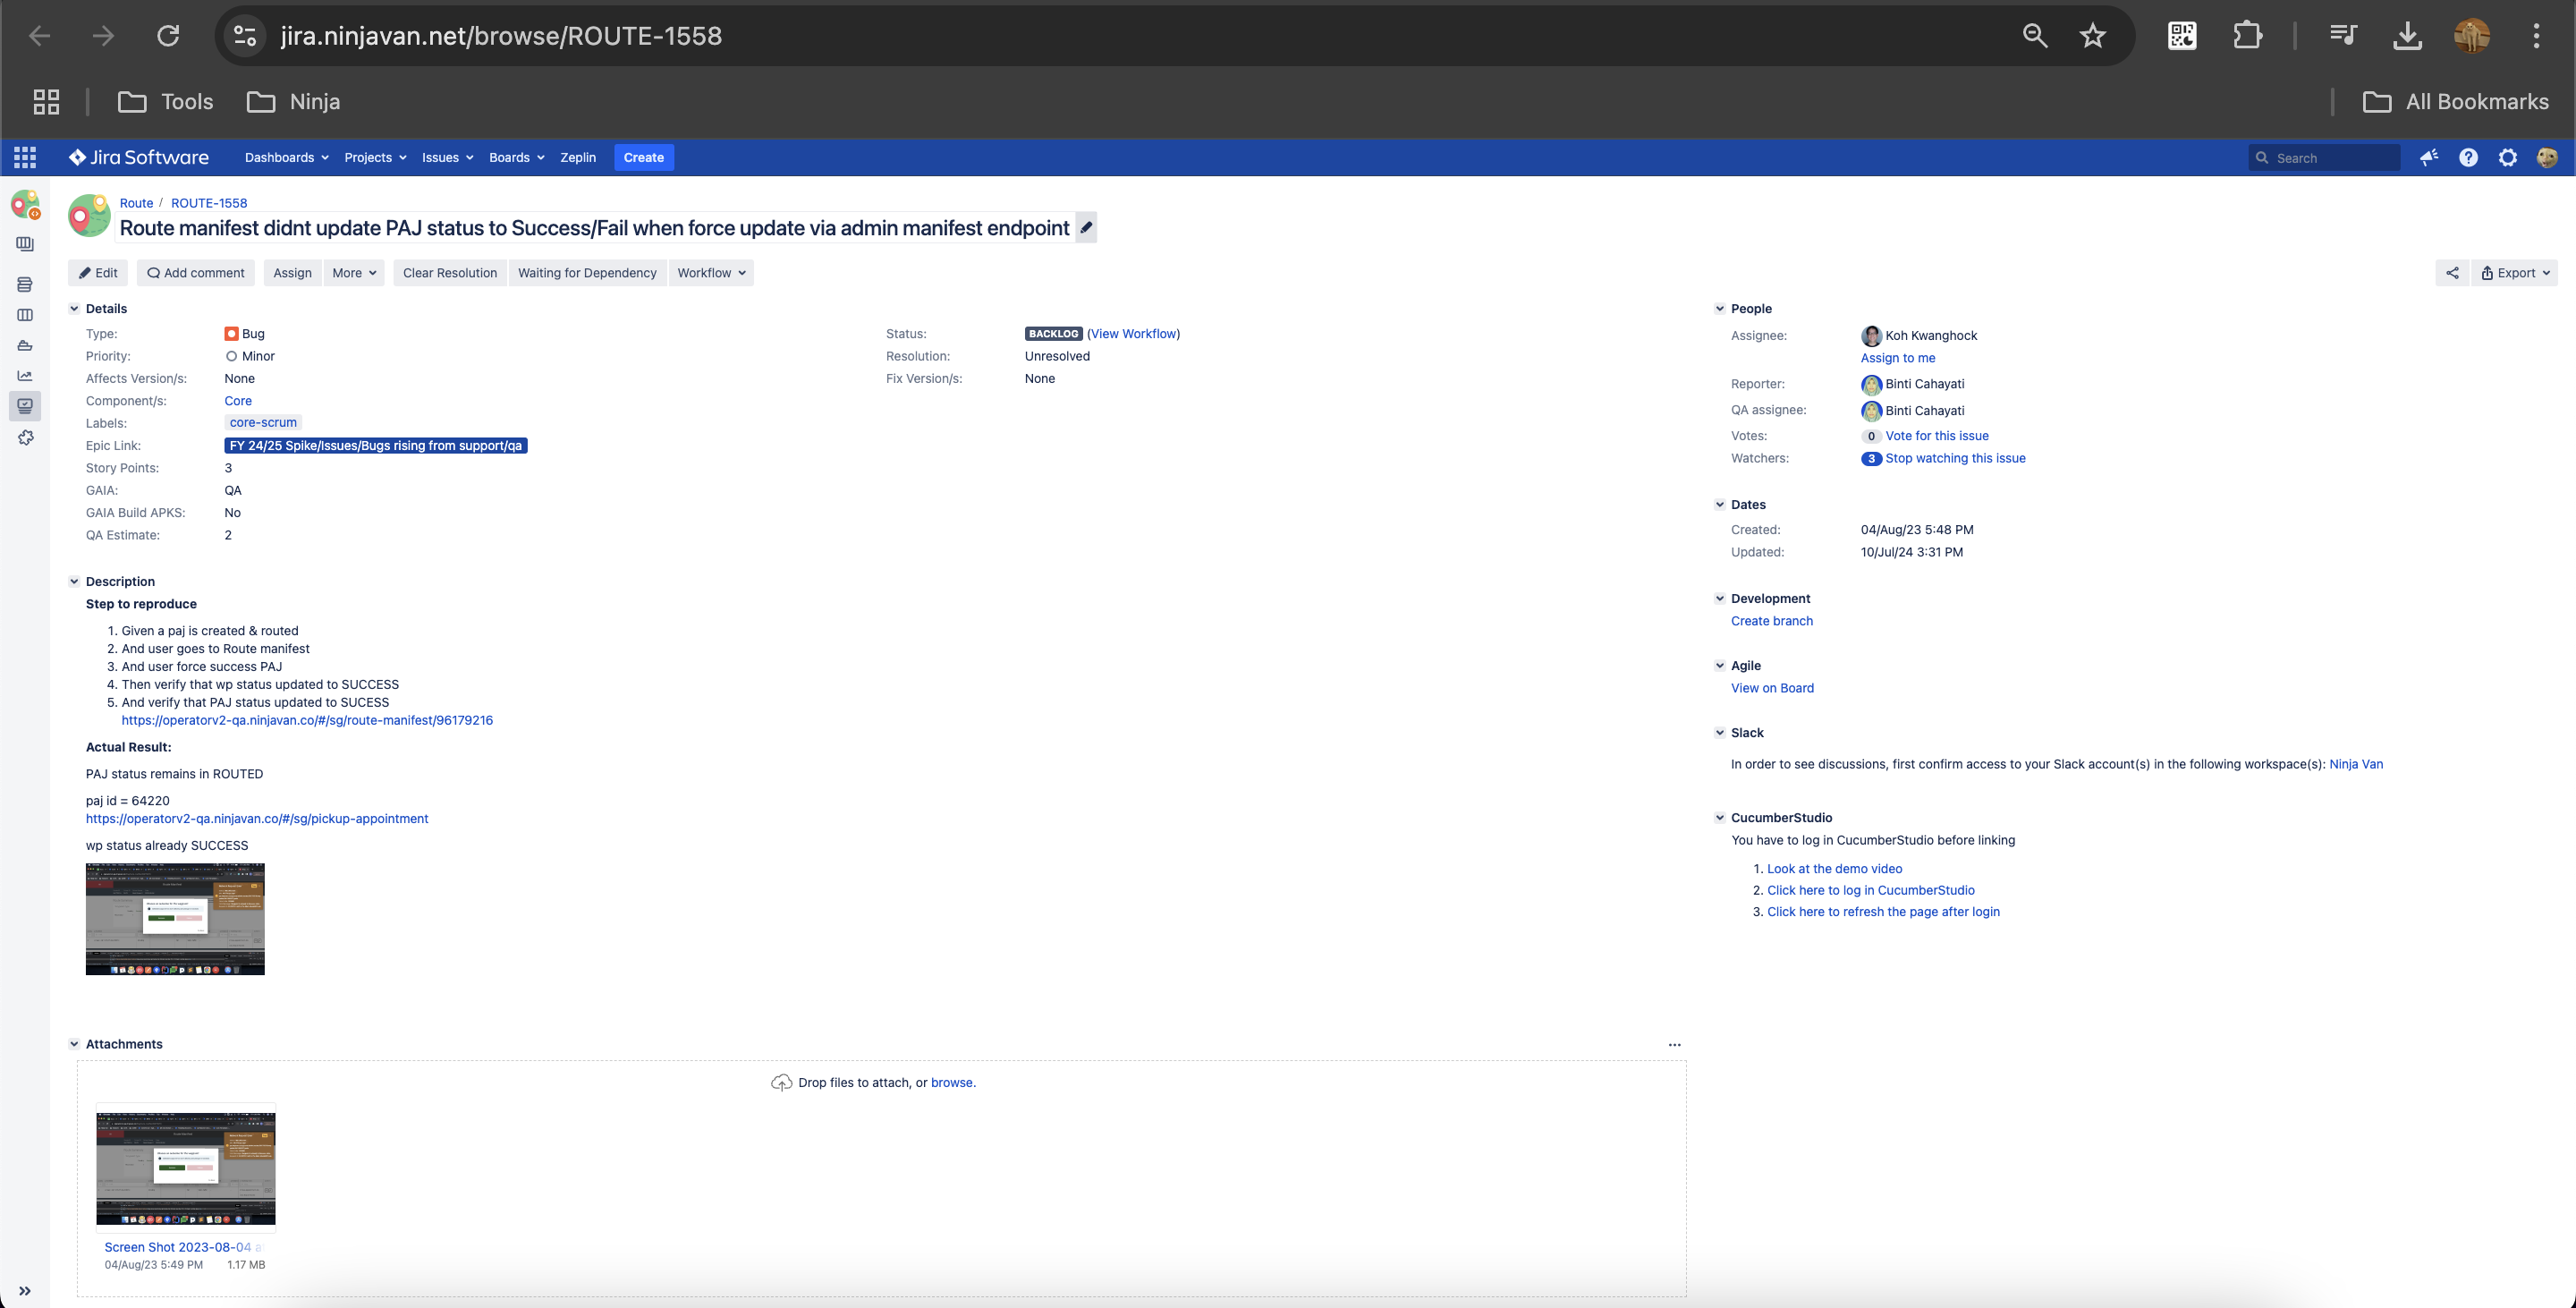 jira.ninjavan.net/browse/ROUTE-1558
Tools
Ninja
All Bookmarks
Jira Software
Dashboards
Projects
Issues
Boards
Zeplin
Create
Search
Route / ROUTE-1558
Route manifest didnt update PAJ status to Success/Fail when force update via admin manifest endpoint
Edit
Add comment
Assign
More
Clear Resolution
Waiting for Dependency
Workflow
Export
Details
Type: Bug
Priority: Minor
Affects Version/s: None
Component/s: Core
Labels: core-scrum
Epic Link: FY 24/25 Spike/Issues/Bugs rising from support/qa
Story Points: 3
GAIA: QA
GAIA Build APKS: No
QA Estimate: 2
Status: BACKLOG (View Workflow)
Resolution: Unresolved
Fix Version/s: None
Description
Step to reproduce
1. Given a paj is created & routed
2. And user goes to Route manifest
3. And user force success PAJ
4. Then verify that wp status updated to SUCCESS
5. And verify that PAJ status updated to SUCESS
https://operatorv2-qa.ninjavan.co/#/sg/route-manifest/96179216
Actual Result:
PAJ status remains in ROUTED
paj id = 64220
https://operatorv2-qa.ninjavan.co/#/sg/pickup-appointment
wp status already SUCCESS
Attachments
Drop files to attach, or browse.
Screen Shot 2023-08-04 a
04/Aug/23 5:49 PM 1.17 MB
People
Assignee: Koh Kwanghock
Assign to me
Reporter: Binti Cahayati
QA assignee: Binti Cahayati
Votes: 0 Vote for this issue
Watchers: 3 Stop watching this issue
Dates
Created: 04/Aug/23 5:48 PM
Updated: 10/Jul/24 3:31 PM
Development
Create branch
Agile
View on Board
Slack
In order to see discussions, first confirm access to your Slack account(s) in the following workspace(s): Ninja Van
CucumberStudio
You have to log in CucumberStudio before linking
1. Look at the demo video
2. Click here to log in CucumberStudio
3. Click here to refresh the page after login